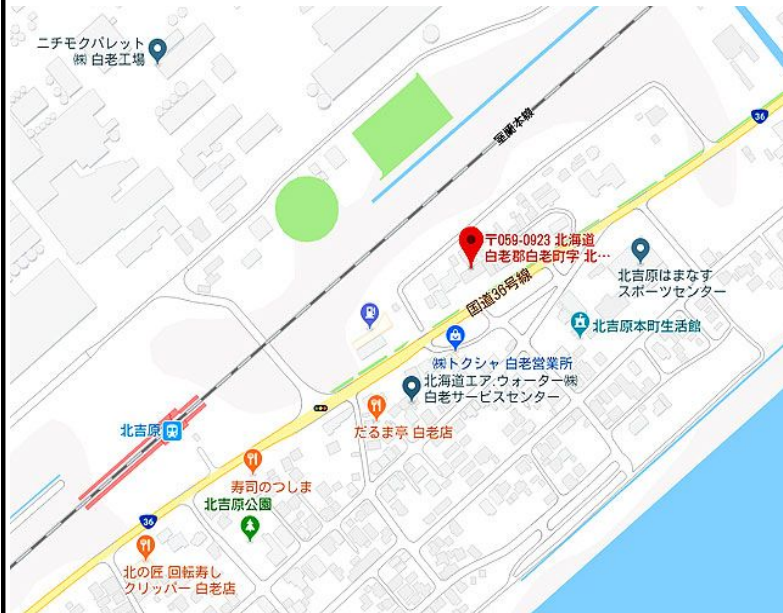 ニチモクパレット
㈱ 白老工場
室蘭本線
36
〒059-0923 北海道
白老郡白老町字 北…
国道36号線
北吉原はまなす
スポーツセンター
北吉原本町生活館
㈱トクシャ 白老営業所
北海道エア.ウォーター㈱
白老サービスセンター
だるま亭 白老店
北吉原
寿司のつしま
北吉原公園
36
北の匠 回転寿し
クリッパー 白老店